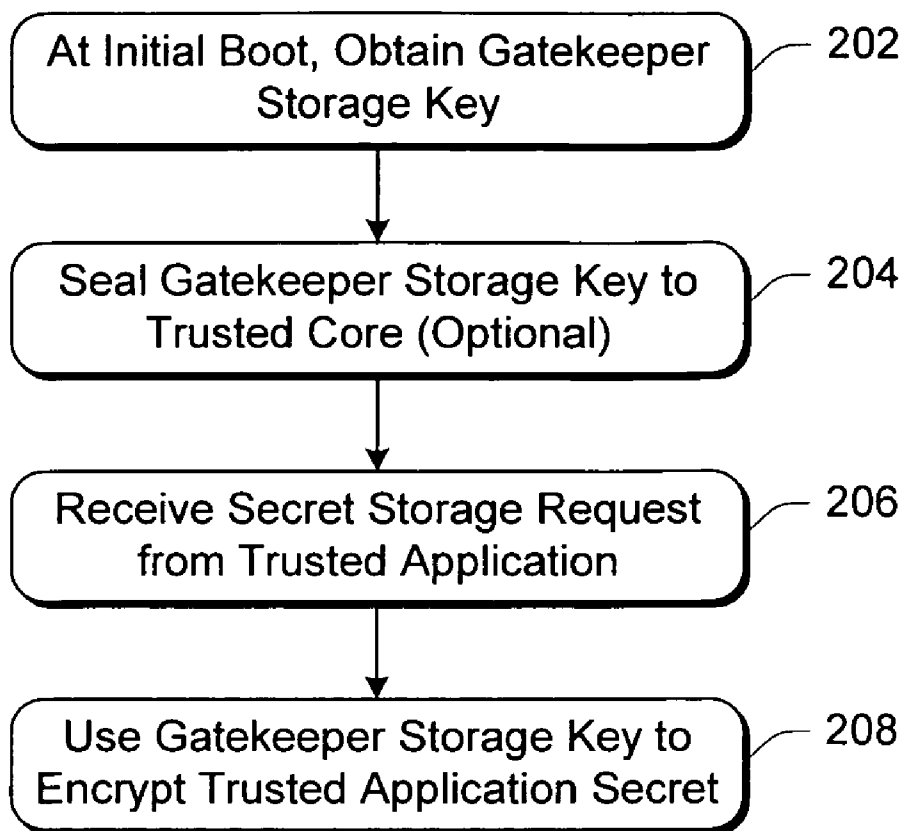 At Initial Boot, Obtain Gatekeeper
Storage Key
202
Seal Gatekeeper Storage Key to
Trusted Core (Optional)
204
Receive Secret Storage Request
from Trusted Application
206
Use Gatekeeper Storage Key to
Encrypt Trusted Application Secret
208